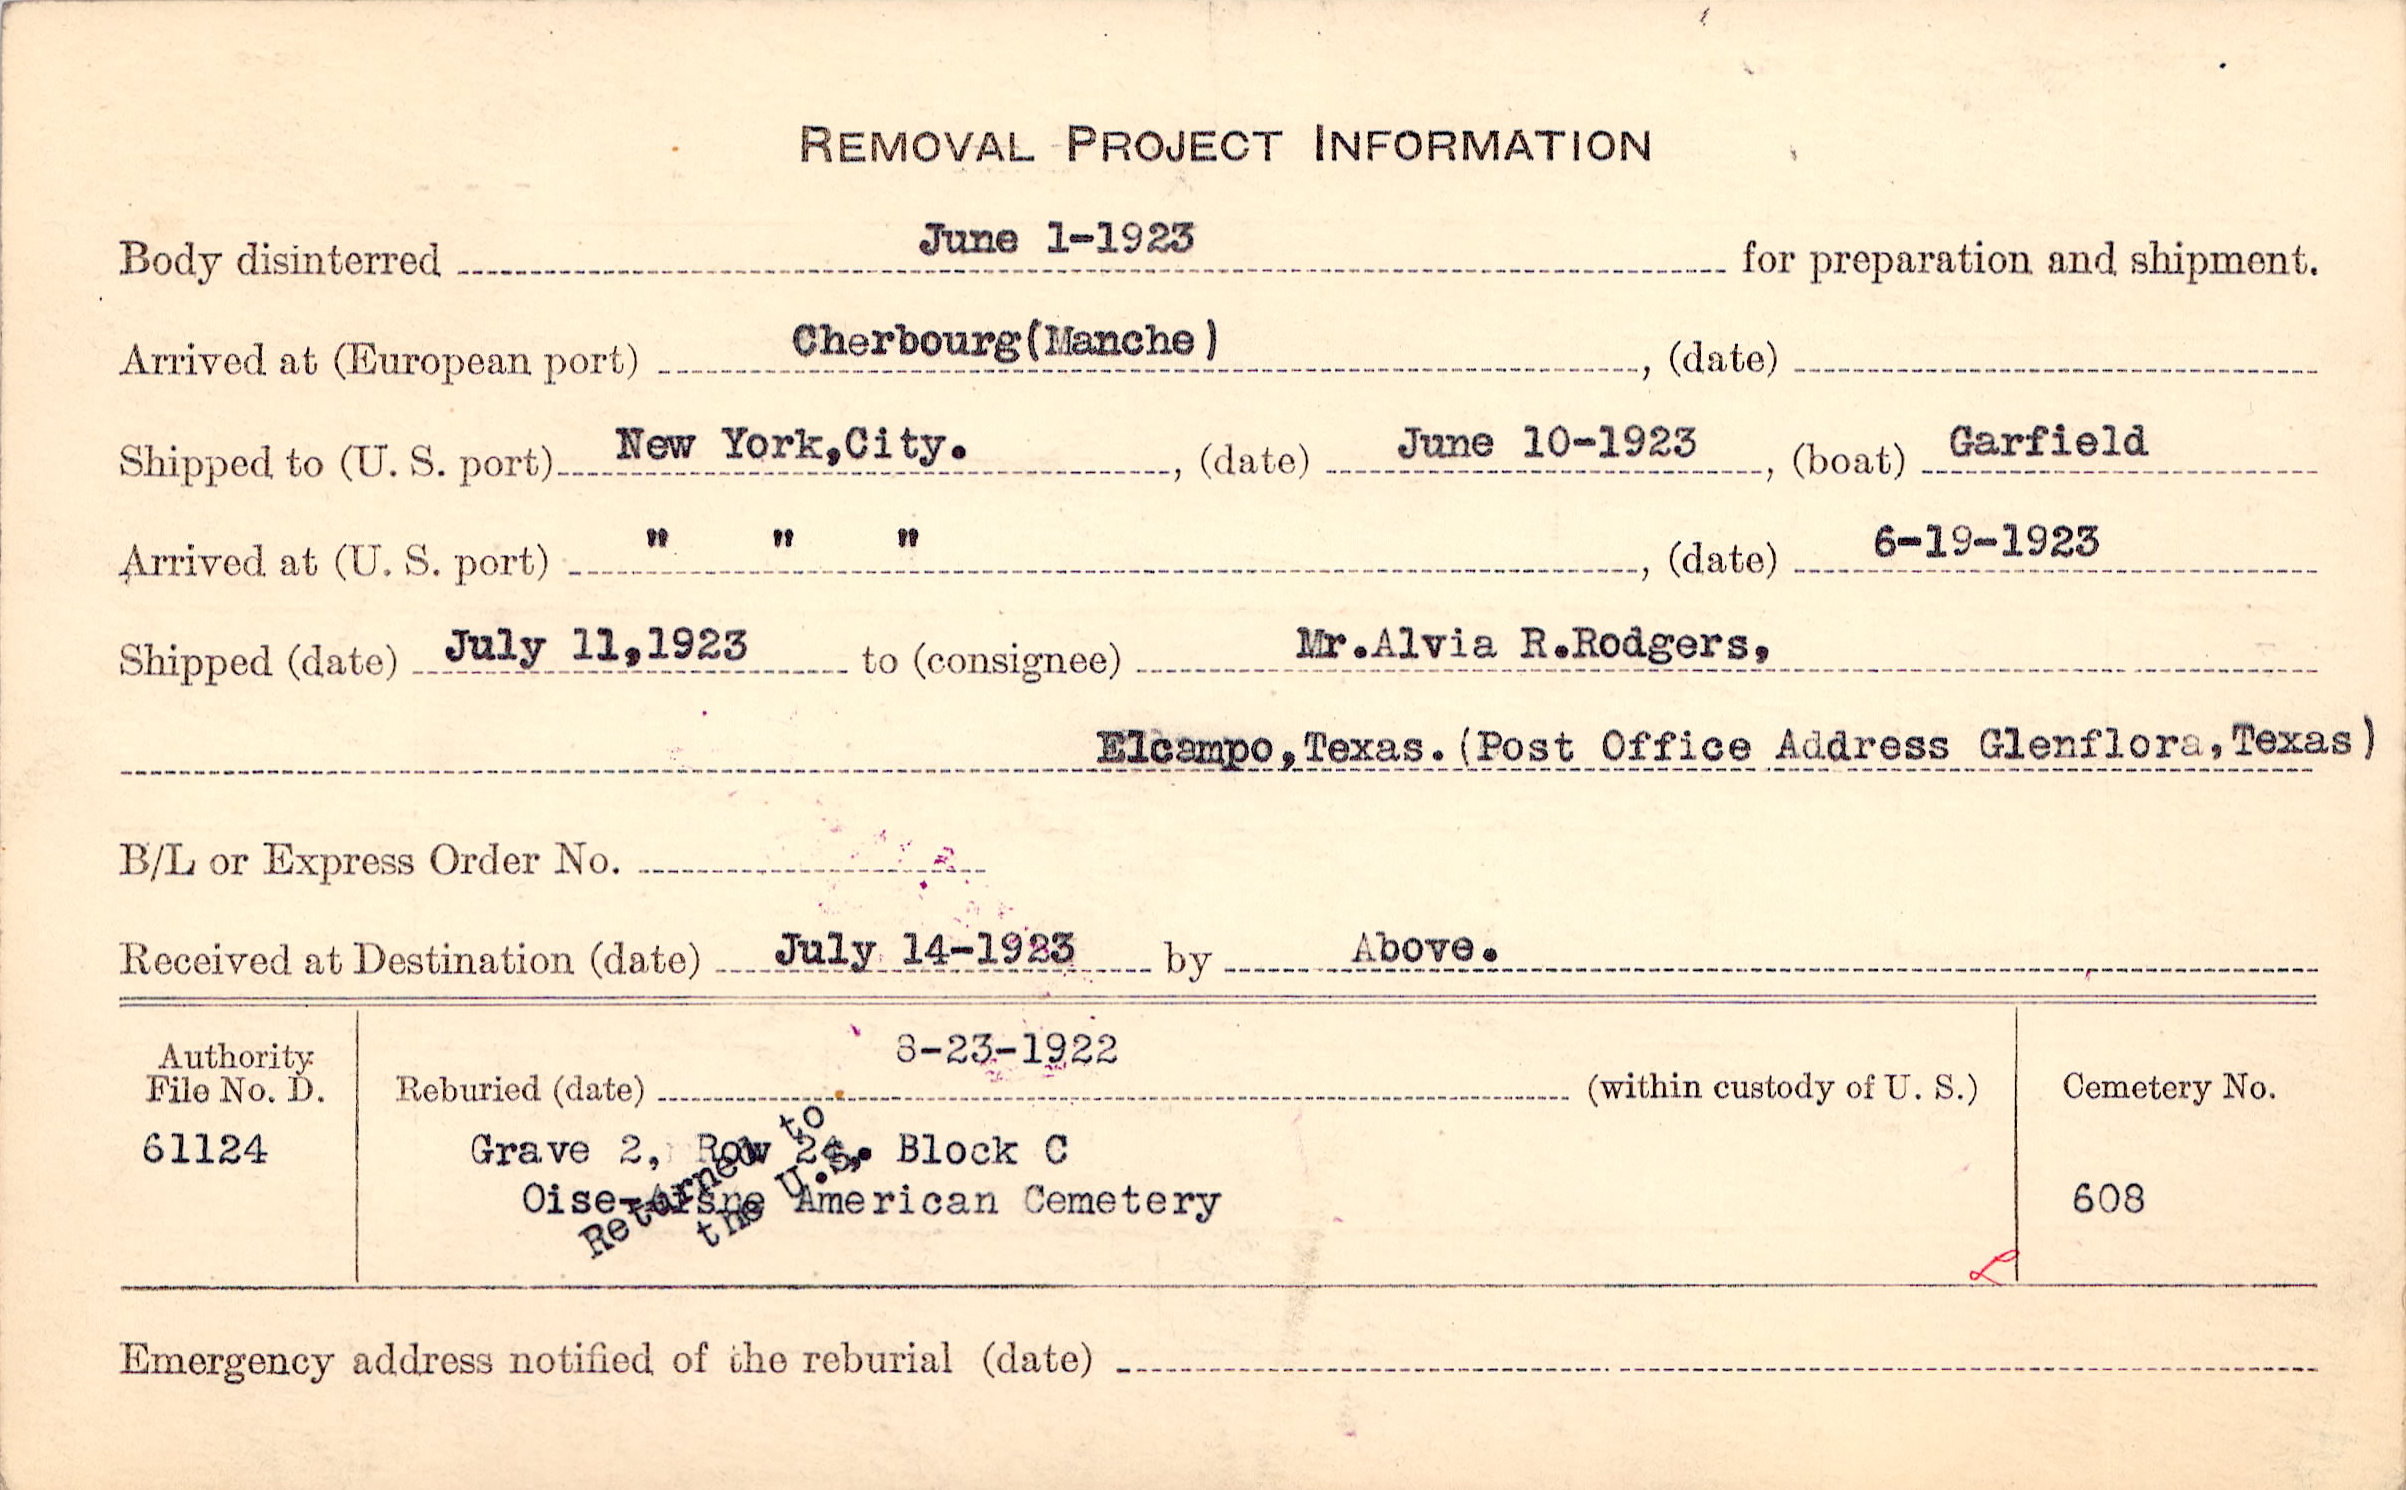 REMOVAL PROJECT INFORMATION
Body disinterred June 1-1923 for preparation and shipment.
Arrived at (European port) Cherbourg(Manche), (date)
Shipped to (U. S. port) New York,City., (date) June 10-1923, (boat) Garfield
Arrived at (U. S. port) " " ", (date) 6-19-1923
Shipped (date) July 11,1923 to (consignee) Mr.Alvia R.Rodgers,
Elcampo,Texas.(Post Office Address Glenflora,Texas)
B/L or Express Order No.
Received at Destination (date) July 14-1923 by Above.
Authority
File No. D.
61124
8-23-1922
Reburied (date) (within custody of U. S.)
Grave 2, Row Block C
Oise-Aisne American Cemetery
Returned to
the U.S.
Cemetery No.
608
Emergency address notified of the reburial (date)